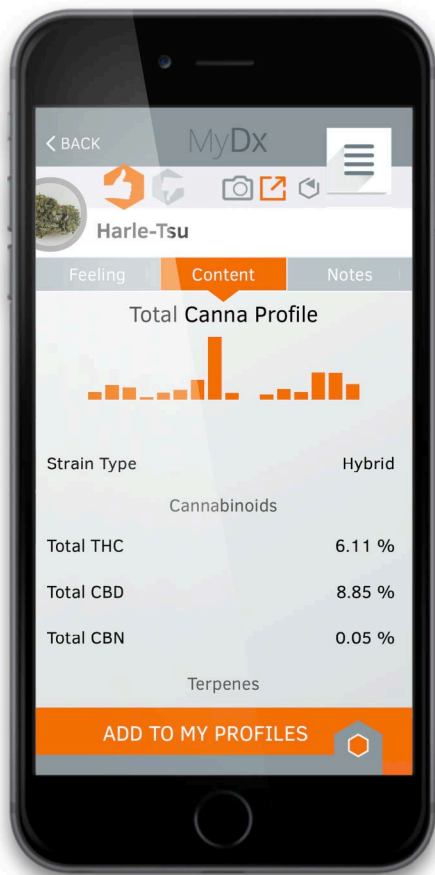 BACK
MyDx
Harle-Tsu
Feeling Content Notes
Total Canna Profile
Strain Type Hybrid
Cannabinoids
Total THC 6.11 %
Total CBD 8.85 %
Total CBN 0.05 %
Terpenes
ADD TO MY PROFILES